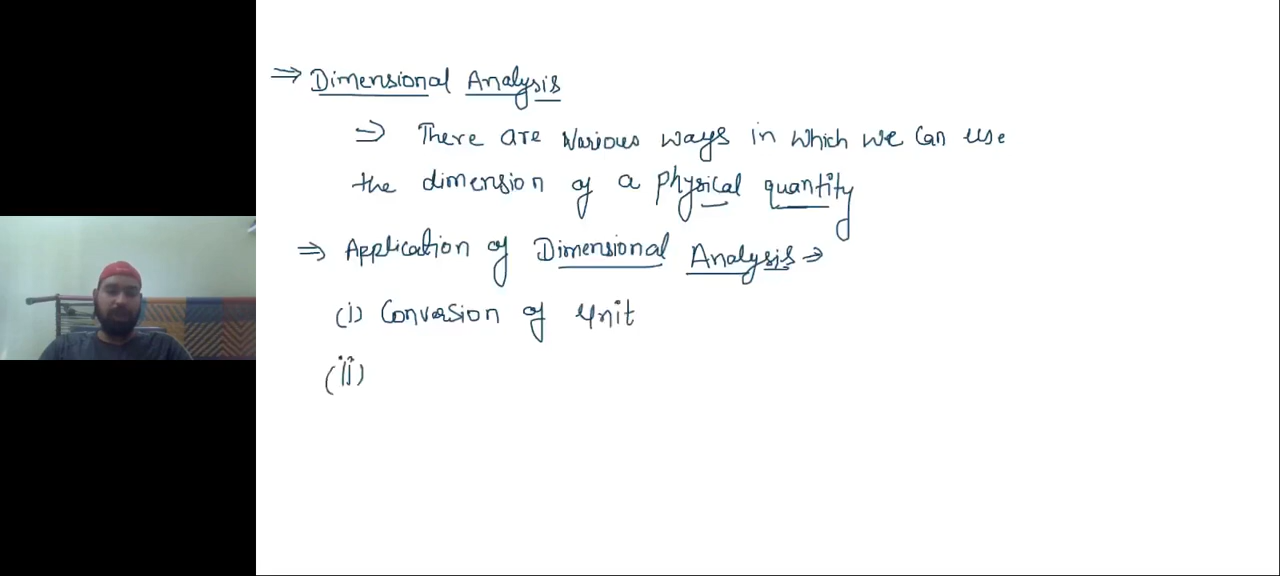 ⇒ Dimensional Analysis
⇒ There are various ways in which we can use
the dimension of a physical quantity
⇒ Application of Dimensional Analysis →
(i) Conversion of Unit
(ii)